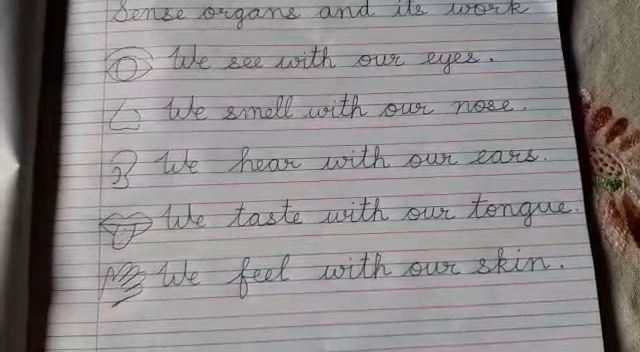 Sense organs and its work
We see with our eyes.
We smell with our nose.
We hear with our ears.
We taste with our tongue.
We feel with our skin.